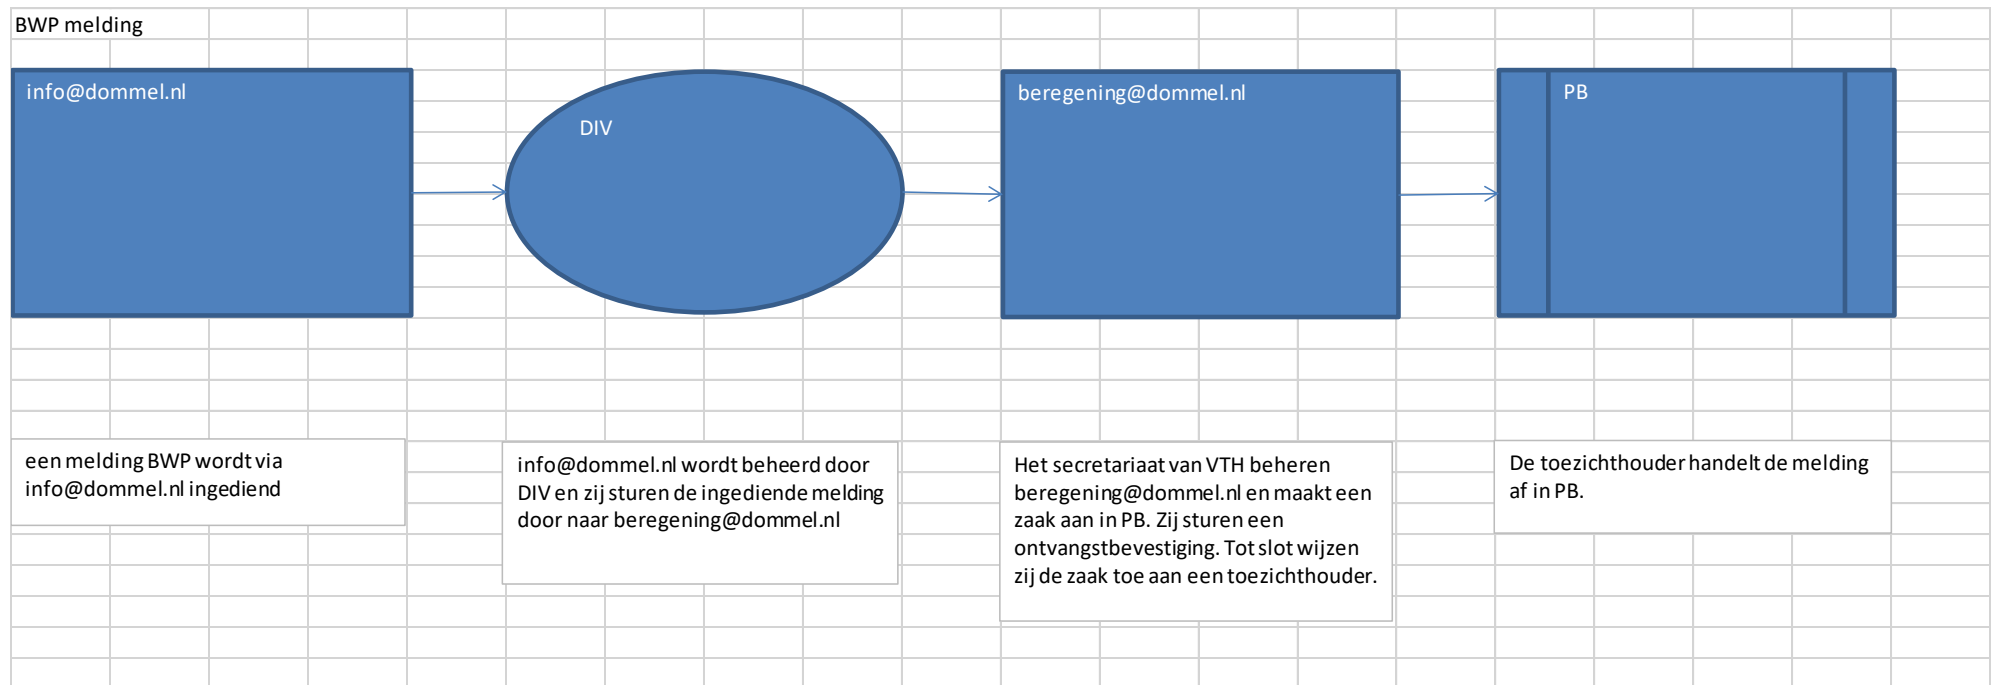 BWP melding
info@dommel.nl
DIV
beregening@dommel.nl
PB
een melding BWP wordt via
info@dommel.nl ingediend
info@dommel.nl wordt beheerd door
DIV en zij sturen de ingediende melding
door naar beregening@dommel.nl
Het secretariaat van VTH beheren
beregening@dommel.nl en maakt een
zaak aan in PB. Zij sturen een
ontvangstbevestiging. Tot slot wijzen
zij de zaak toe aan een toezichthouder.
De toezichthouder handelt de melding
af in PB.